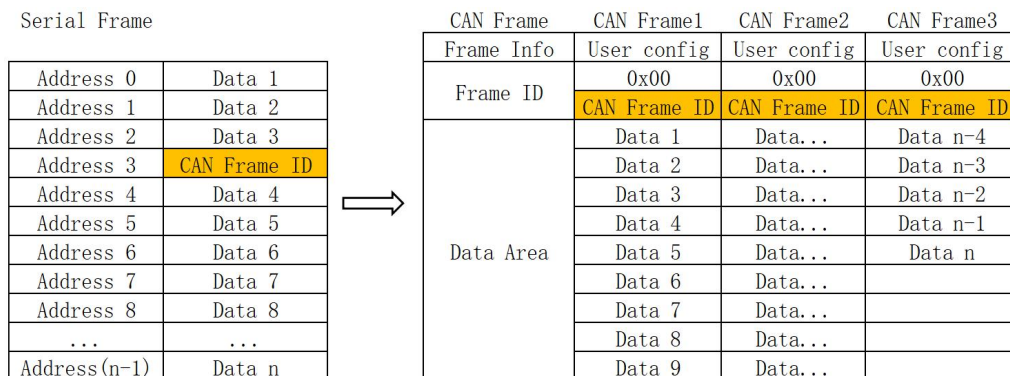 Serial Frame
Address 0 Data 1
Address 1 Data 2
Address 2 Data 3
Address 3 CAN Frame ID
Address 4 Data 4
Address 5 Data 5
Address 6 Data 6
Address 7 Data 7
Address 8 Data 8
... ...
Address(n-1) Data n
CAN Frame CAN Frame1 CAN Frame2 CAN Frame3
Frame Info User config User config User config
Frame ID 0x00 0x00 0x00
CAN Frame ID CAN Frame ID CAN Frame ID
Data Area
Data 1 Data... Data n-4
Data 2 Data... Data n-3
Data 3 Data... Data n-2
Data 4 Data... Data n-1
Data 5 Data... Data n
Data 6 Data...
Data 7 Data...
Data 8 Data...
Data 9 Data...